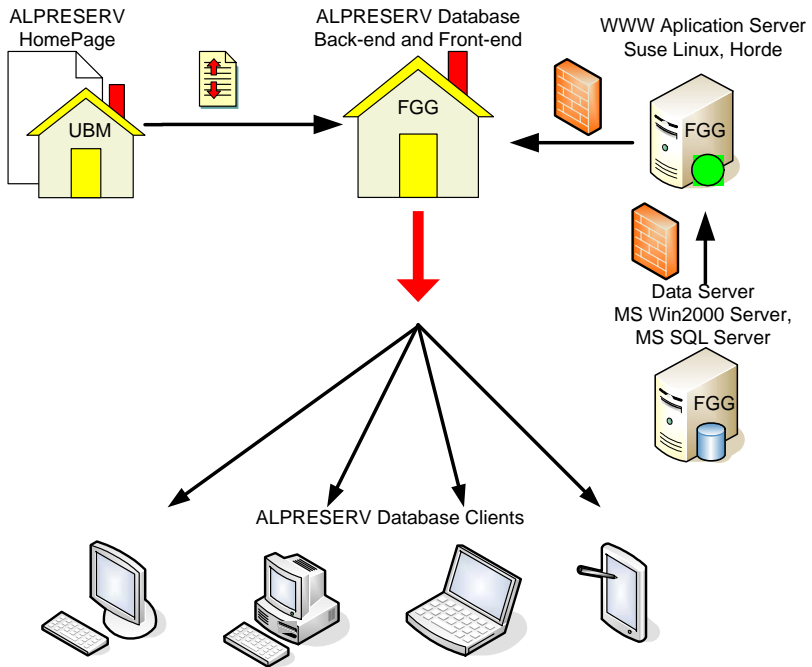 ALPRESERV
HomePage
UBM
ALPRESERV Database
Back-end and Front-end
FGG
WWW Aplication Server
Suse Linux, Horde
FGG
Data Server
MS Win2000 Server,
MS SQL Server
FGG
ALPRESERV Database Clients